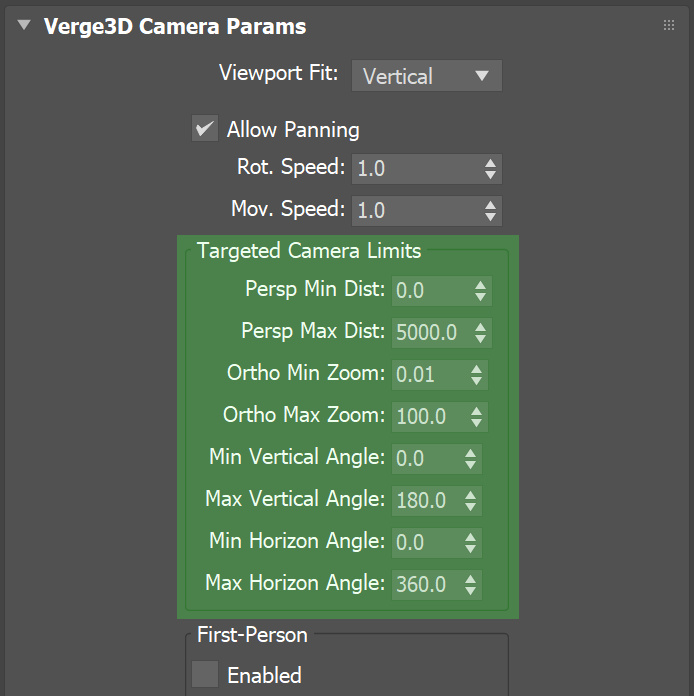 Verge3D Camera Params
Viewport Fit: Vertical
Allow Panning
Rot. Speed: 1.0
Mov. Speed: 1.0
Targeted Camera Limits
Persp Min Dist: 0.0
Persp Max Dist: 5000.0
Ortho Min Zoom: 0.01
Ortho Max Zoom: 100.0
Min Vertical Angle: 0.0
Max Vertical Angle: 180.0
Min Horizon Angle: 0.0
Max Horizon Angle: 360.0
First-Person
Enabled